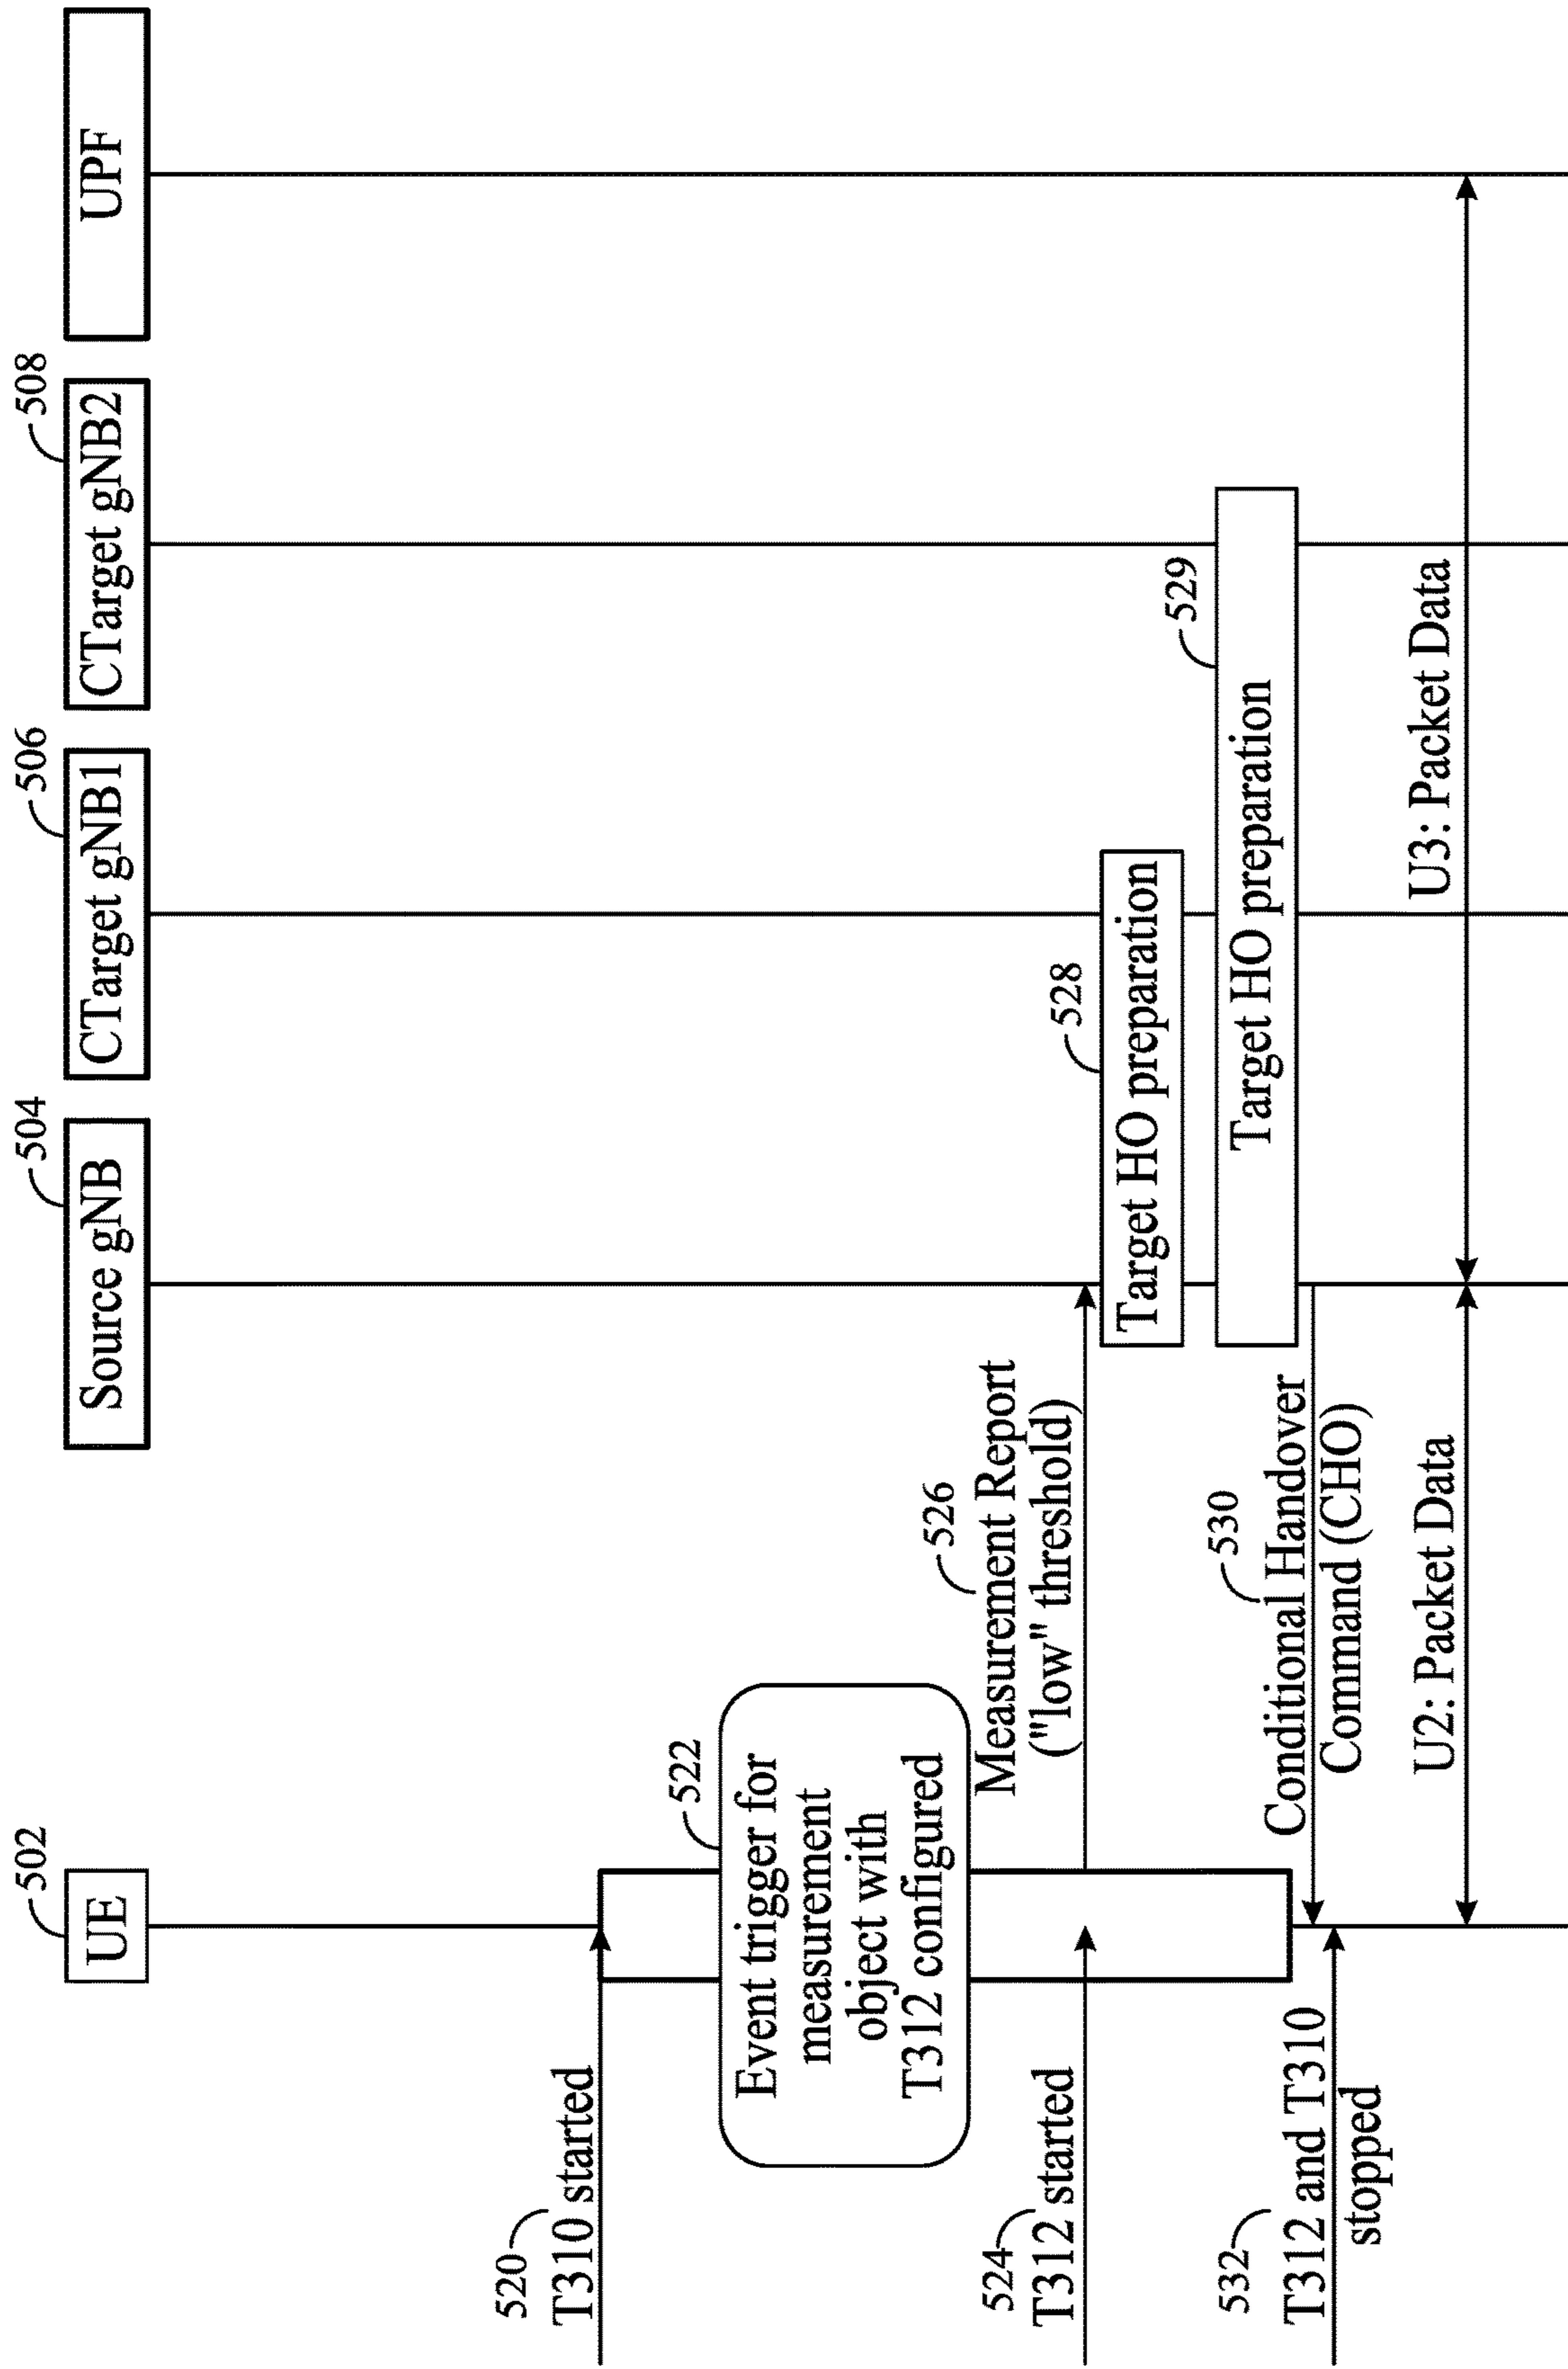 502
504
506
508
UE
Source gNB
CTarget gNB1
CTarget gNB2
UPF
520
T310 started
522
Event trigger for
measurement
object with
T312 configured
524
T312 started
526
Measurement Report
("low" threshold)
528
Target HO preparation
529
Target HO preparation
530
Conditional Handover
Command (CHO)
532
T312 and T310
stopped
U2: Packet Data
U3: Packet Data